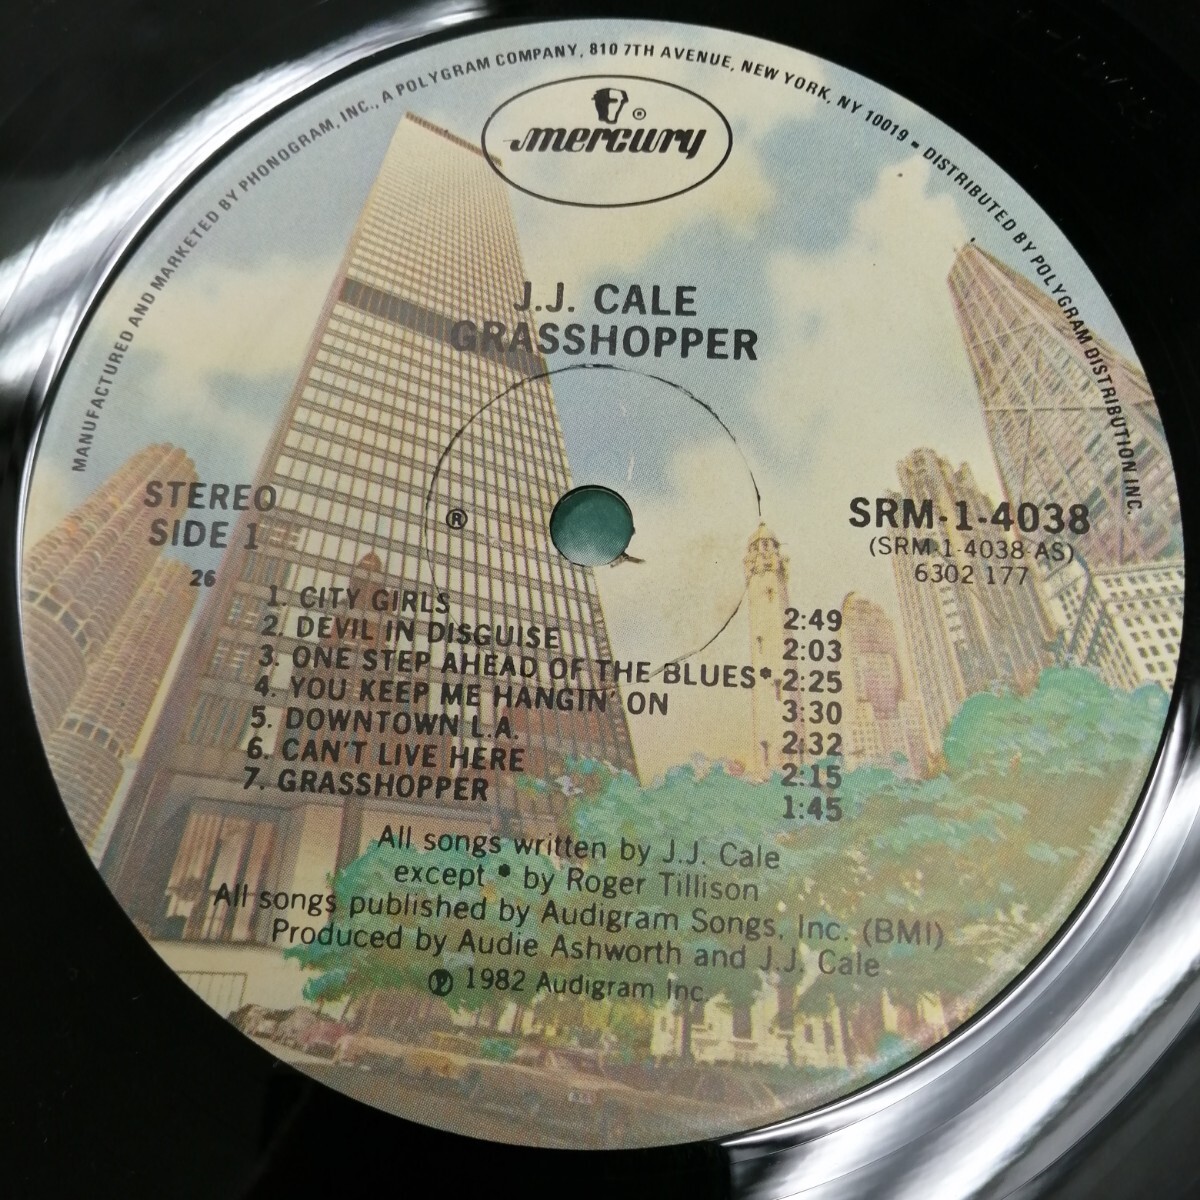 MANUFACTURED AND MARKETED BY PHONOGRAM, INC., A POLYGRAM COMPANY, 810 7TH AVENUE, NEW YORK, NY 10019 ▪ DISTRIBUTED BY POLYGRAM DISTRIBUTION INC.
®
mercury
J.J. CALE
GRASSHOPPER
STEREO
SIDE 1
26
®
SRM-1-4038
(SRM-1-4038-AS)
6302 177
1. CITY GIRLS 2:49
2. DEVIL IN DISGUISE 2:03
3. ONE STEP AHEAD OF THE BLUES* 2:25
4. YOU KEEP ME HANGIN' ON 3:30
5. DOWNTOWN L.A. 2:32
6. CAN'T LIVE HERE 2:15
7. GRASSHOPPER 1:45
All songs written by J.J. Cale
except * by Roger Tillison
All songs published by Audigram Songs, Inc. (BMI)
Produced by Audie Ashworth and J.J. Cale
℗ 1982 Audigram Inc.